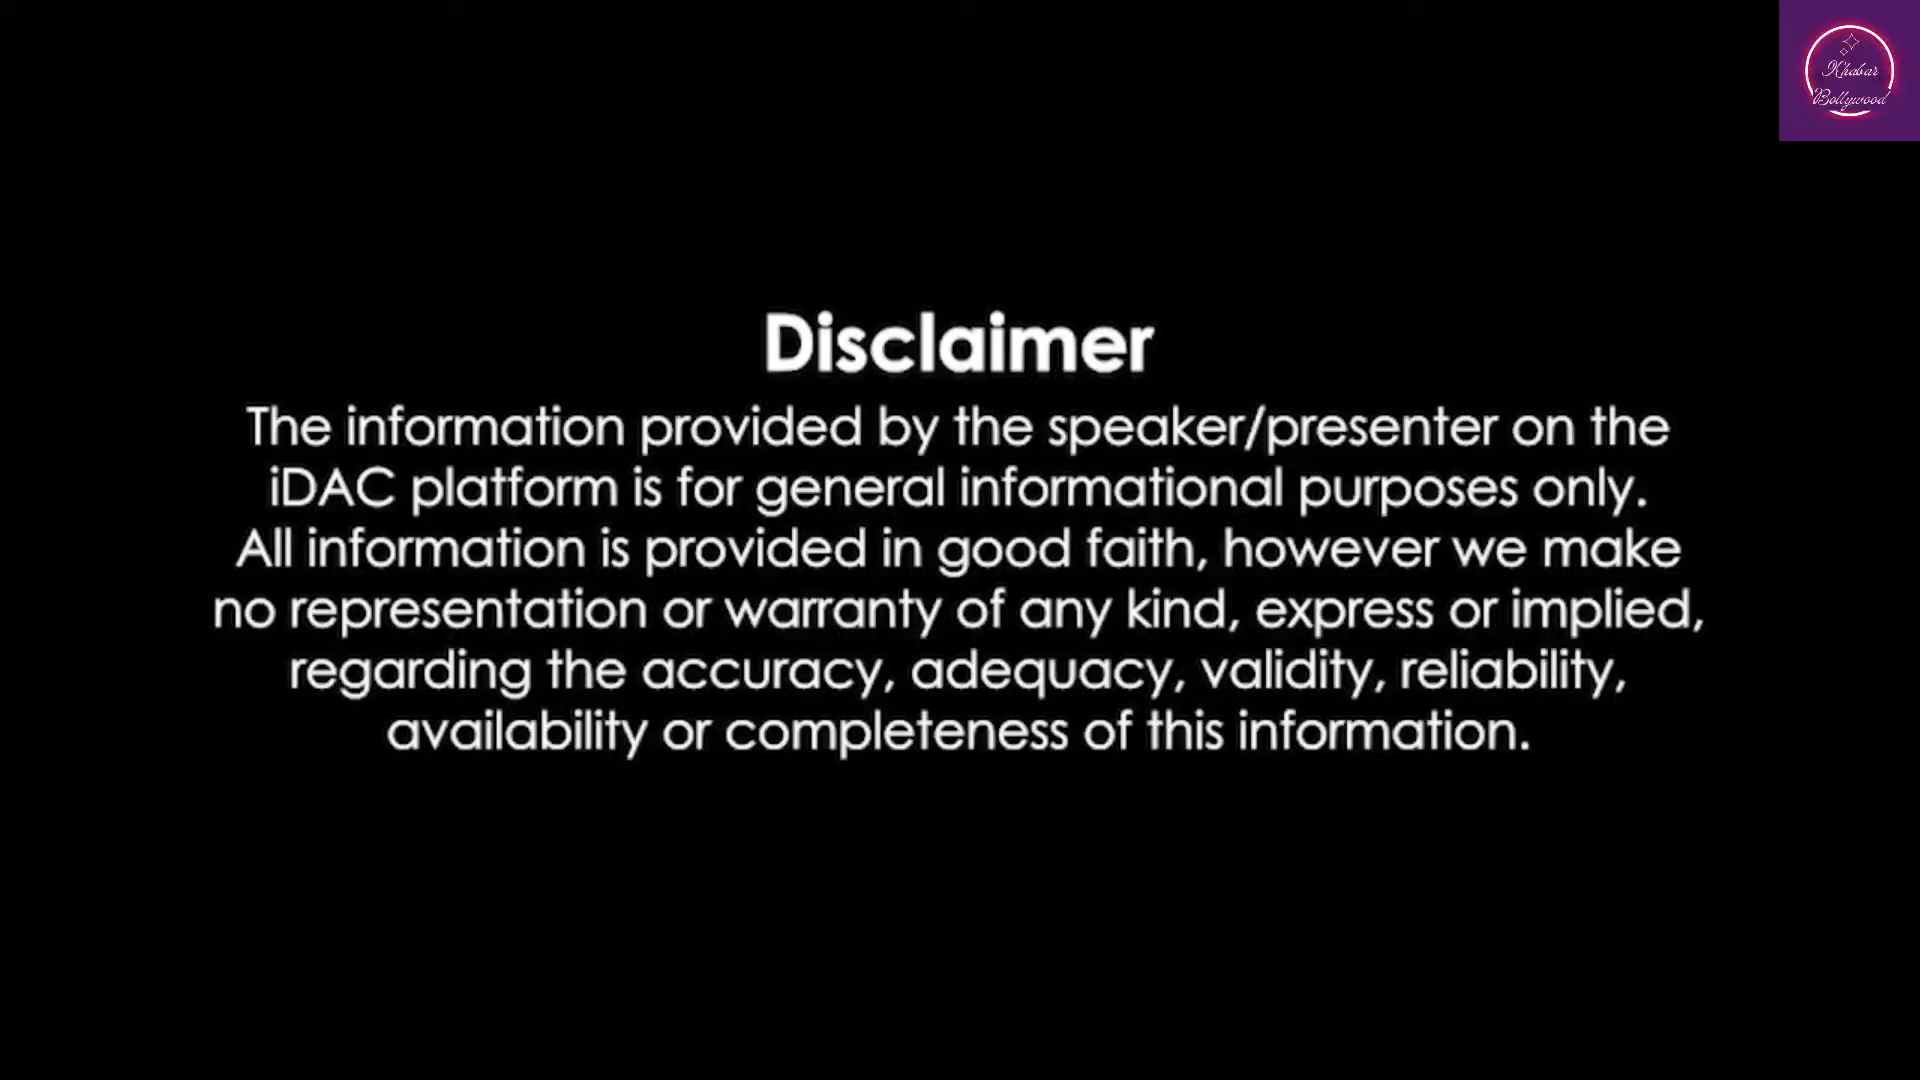 Khabar
Bollywood
Disclaimer
The information provided by the speaker/presenter on the
iDAC platform is for general informational purposes only.
All information is provided in good faith, however we make
no representation or warranty of any kind, express or implied,
regarding the accuracy, adequacy, validity, reliability,
availability or completeness of this information.